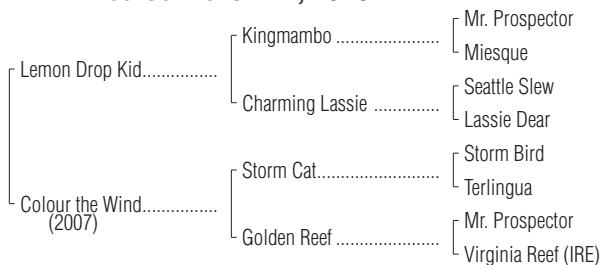 Mr. Prospector
Kingmambo
Miesque
Lemon Drop Kid
Seattle Slew
Charming Lassie
Lassie Dear
Storm Bird
Storm Cat
Terlingua
Colour the Wind
(2007)
Mr. Prospector
Golden Reef
Virginia Reef (IRE)